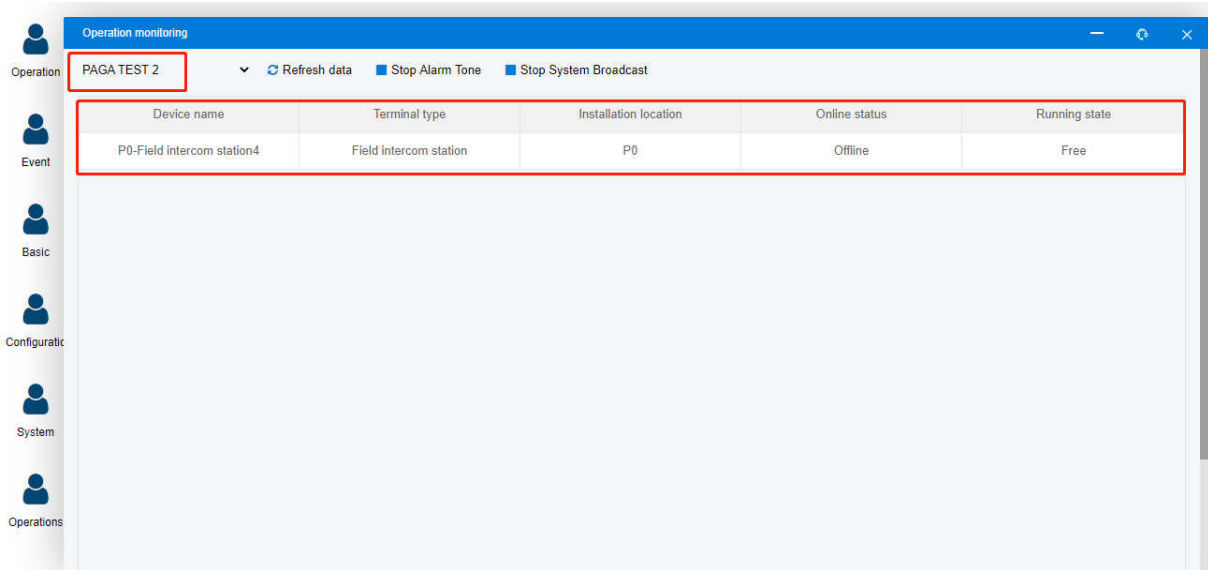 Operation monitoring
Operation
PAGA TEST 2 Refresh data Stop Alarm Tone Stop System Broadcast
Device name Terminal type Installation location Online status Running state
P0-Field intercom station4 Field intercom station P0 Offline Free
Event
Basic
Configuratic
System
Operations